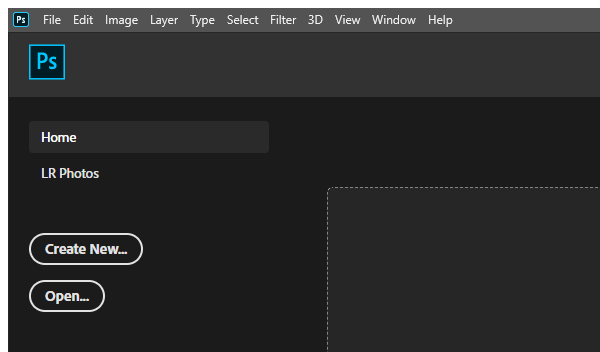 Ps File Edit Image Layer Type Select Filter 3D View Window Help
Ps
Home
LR Photos
Create New...
Open...